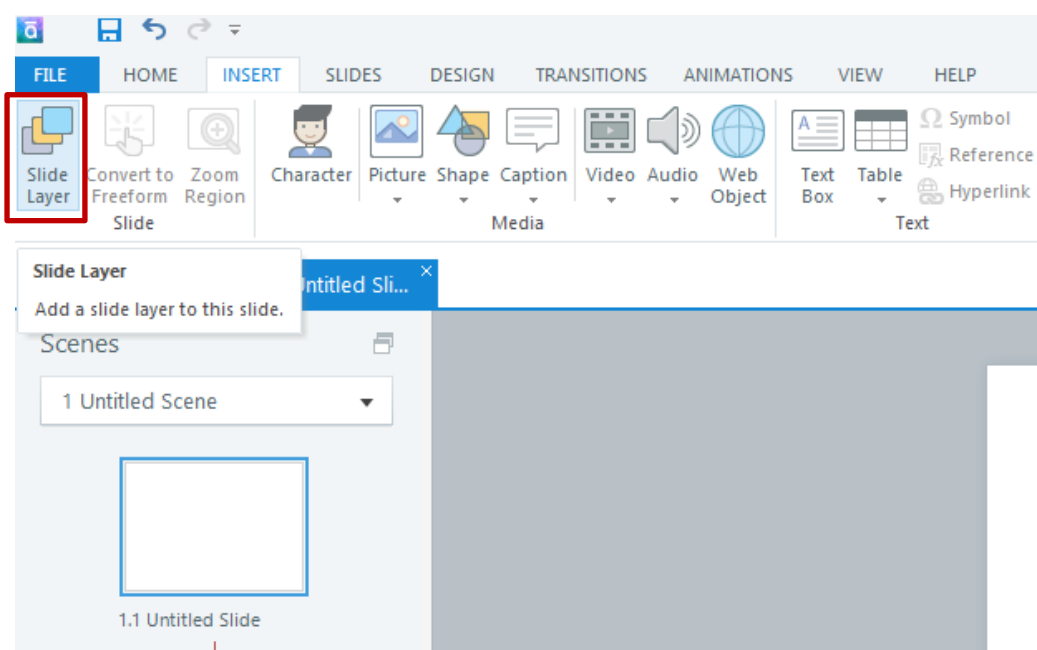 ā
FILE HOME INSERT SLIDES DESIGN TRANSITIONS ANIMATIONS VIEW HELP
Slide Layer
Convert to Freeform
Zoom Region
Character
Picture
Shape
Caption
Video
Audio
Web Object
A
Text Box
Table
Ω Symbol
fx Reference
Hyperlink
Slide
Media
Text
Slide Layer
Add a slide layer to this slide.
Sli...
Scenes
1 Untitled Scene
1.1 Untitled Slide